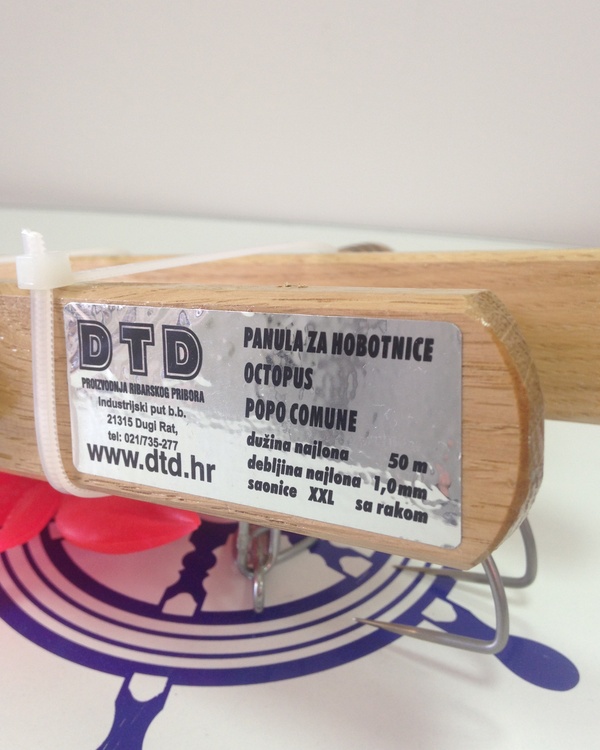 DTD
PROIZVODNJA RIBARSKOG PRIBORA
Industrijski put b.b.
21315 Dugi Rat,
tel: 021/735-277
www.dtd.hr
PANULA ZA HOBOTNICE
OCTOPUS
POPO COMUNE
dužina najlona 50 m
debljina najlona 1,0mm
saonice XXL sa rakom